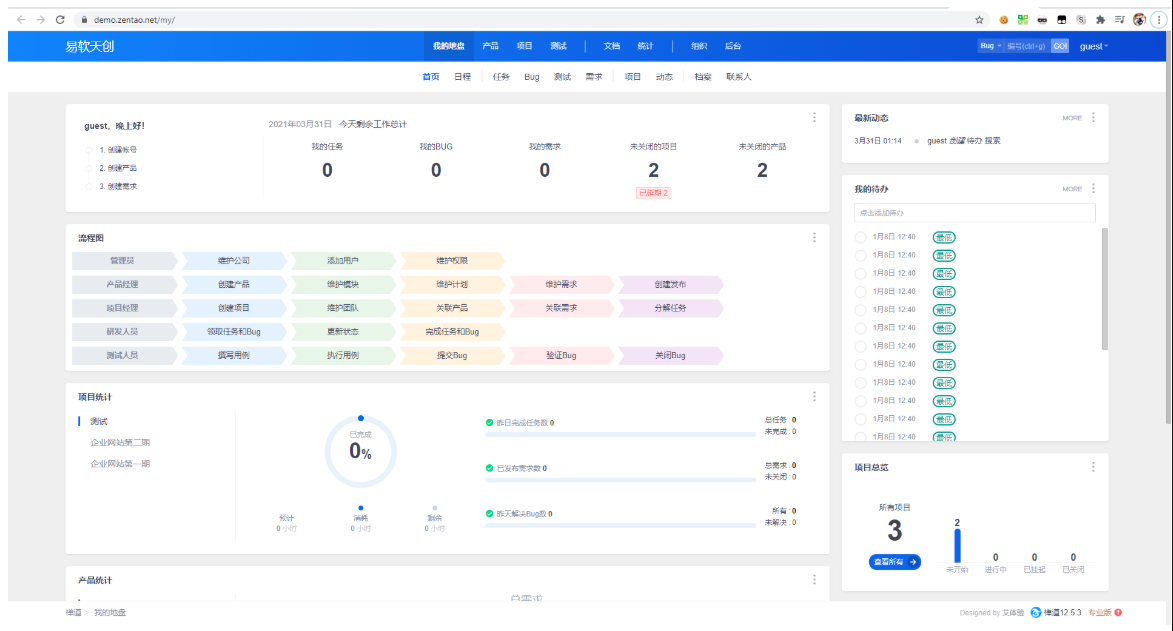 demo.zentao.net/my/
易软天创 我的地盘 产品 项目 测试 文档 统计 组织 后台 Bug 编号(ctrl+g) GO! guest
首页 日程 任务 Bug 测试 需求 项目 动态 档案 联系人
guest，晚上好!
1. 创建帐号
2. 创建产品
3. 创建需求
2021年03月31日 今天剩余工作总计
我的任务 我的BUG 我的需求 未关闭的项目 未关闭的产品
0 0 0 2 2
已延期 2
流程图
管理员 维护公司 添加用户 维护权限
产品经理 创建产品 维护模块 维护计划 维护需求 创建发布
项目经理 创建项目 维护团队 关联产品 关联需求 分解任务
研发人员 领取任务和Bug 更新状态 完成任务和Bug
测试人员 撰写用例 执行用例 提交Bug 验证Bug 关闭Bug
项目统计
测试
企业网站第二期
企业网站第一期
已完成
0%
预计 消耗 剩余
0 小时 0 小时 0 小时
昨日完成任务数 0
总任务 : 0
未完成 : 0
已发布需求数 0
总需求 : 0
未关闭 : 0
昨天解决Bug数 0
所有 : 0
未解决 : 0
产品统计
总需求
最新动态 MORE
3月31日 01:14 guest 创建 待办 搜索
我的待办 MORE
点击添加待办
1月8日 12:40 最低
1月8日 12:40 最低
1月8日 12:40 最低
1月8日 12:40 最低
1月8日 12:40 最低
1月8日 12:40 最低
1月8日 12:40 最低
1月8日 12:40 最低
1月8日 12:40 最低
1月8日 12:40 最低
1月8日 12:40 最低
1月8日 12:40 最低
项目总览
所有项目
3
查看所有
2 0 0 0
未开始 进行中 已挂起 已关闭
禅道 > 我的地盘
Designed by 艾体验 禅道12.5.3 专业版